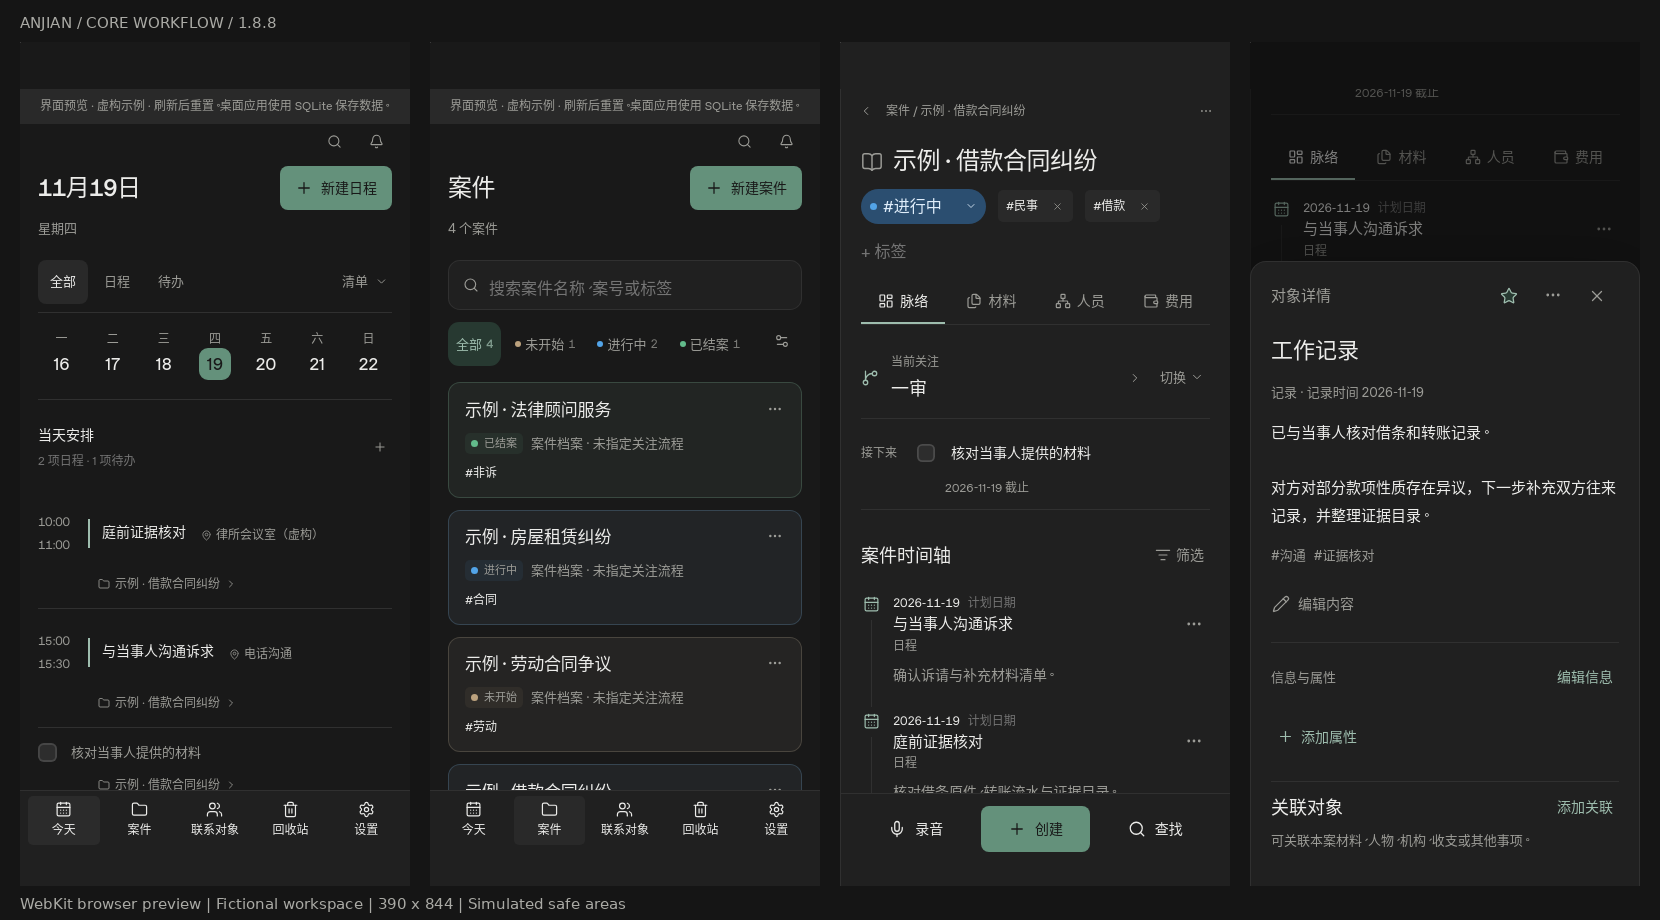 ANJIAN / CORE WORKFLOW / 1.8.8
界面预览 · 虚构示例 · 刷新后重置。桌面应用使用 SQLite 保存数据。
11月19日
新建日程
星期四
全部
日程
待办
清单
一 二 三 四 五 六 日
16 17 18 19 20 21 22
当天安排
2 项日程 · 1 项待办
10:00
11:00
庭前证据核对
律所会议室（虚构）
示例 · 借款合同纠纷
15:00
15:30
与当事人沟通诉求
电话沟通
示例 · 借款合同纠纷
核对当事人提供的材料
示例 · 借款合同纠纷
今天 案件 联系对象 回收站 设置
界面预览 · 虚构示例 · 刷新后重置。桌面应用使用 SQLite 保存数据。
案件
新建案件
4 个案件
搜索案件名称、案号或标签
全部 4
未开始 1
进行中 2
已结案 1
示例 · 法律顾问服务
已结案 案件档案 · 未指定关注流程
#非诉
示例 · 房屋租赁纠纷
进行中 案件档案 · 未指定关注流程
#合同
示例 · 劳动合同争议
未开始 案件档案 · 未指定关注流程
#劳动
示例 · 借款合同纠纷
今天 案件 联系对象 回收站 设置
案件 / 示例 · 借款合同纠纷
示例 · 借款合同纠纷
#进行中
#民事
#借款
+ 标签
脉络 材料 人员 费用
当前关注
一审
切换
接下来
核对当事人提供的材料
2026-11-19 截止
案件时间轴
筛选
2026-11-19 计划日期
与当事人沟通诉求
日程
确认诉请与补充材料清单。
2026-11-19 计划日期
庭前证据核对
日程
核对借条原件、转账流水与证据目录。
录音
创建
查找
2026-11-19 截止
脉络 材料 人员 费用
2026-11-19 计划日期
与当事人沟通诉求
日程
对象详情
工作记录
记录 · 记录时间 2026-11-19
已与当事人核对借条和转账记录。
对方对部分款项性质存在异议，下一步补充双方往来
记录，并整理证据目录。
#沟通 #证据核对
编辑内容
信息与属性
编辑信息
添加属性
关联对象
添加关联
可关联本案材料、人物、机构、收支或其他事项。
WebKit browser preview | Fictional workspace | 390 x 844 | Simulated safe areas